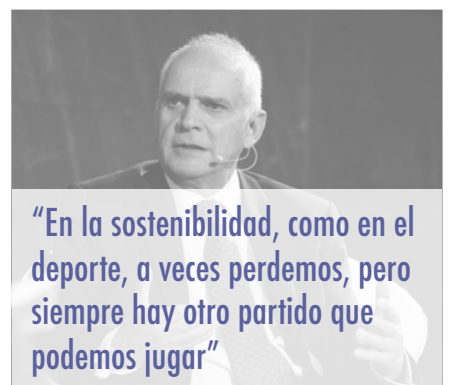 “En la sostenibilidad, como en el
deporte, a veces perdemos, pero
siempre hay otro partido que
podemos jugar”